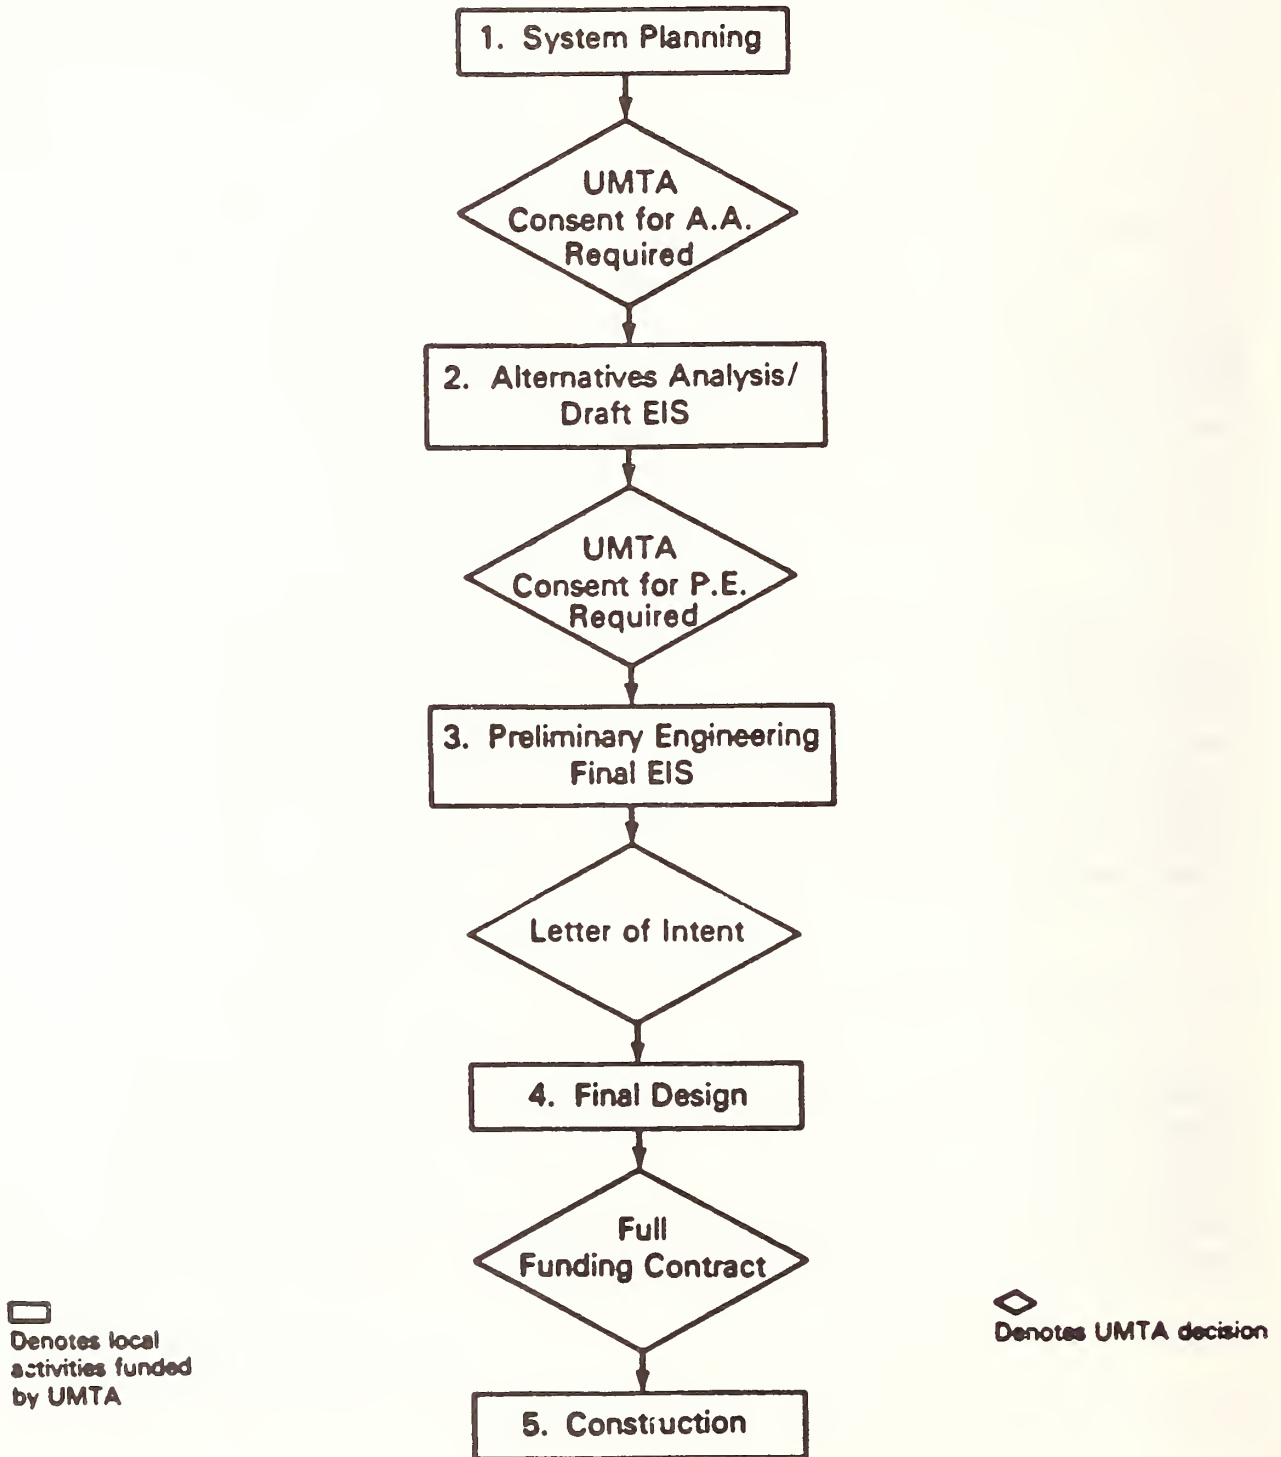 1. System Planning
UMTA
Consent for A.A.
Required
2. Alternatives Analysis/
Draft EIS
UMTA
Consent for P.E.
Required
3. Preliminary Engineering
Final EIS
Letter of Intent
4. Final Design
Full
Funding Contract
5. Construction
Denotes local
activities funded
by UMTA
Denotes UMTA decision